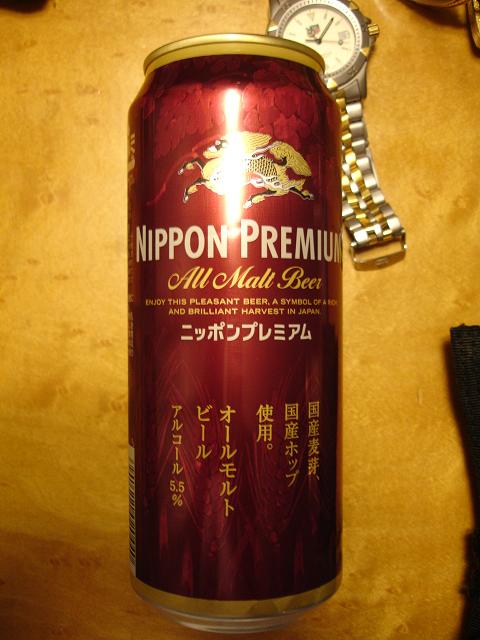 NIPPON PREMIUM
All Malt Beer
ENJOY THIS PLEASANT BEER, A SYMBOL OF A RICH
AND BRILLIANT HARVEST IN JAPAN.
ニッポンプレミアム
国産麦芽、
国産ホップ
使用。
オールモルト
ビール
アルコール 5.5%